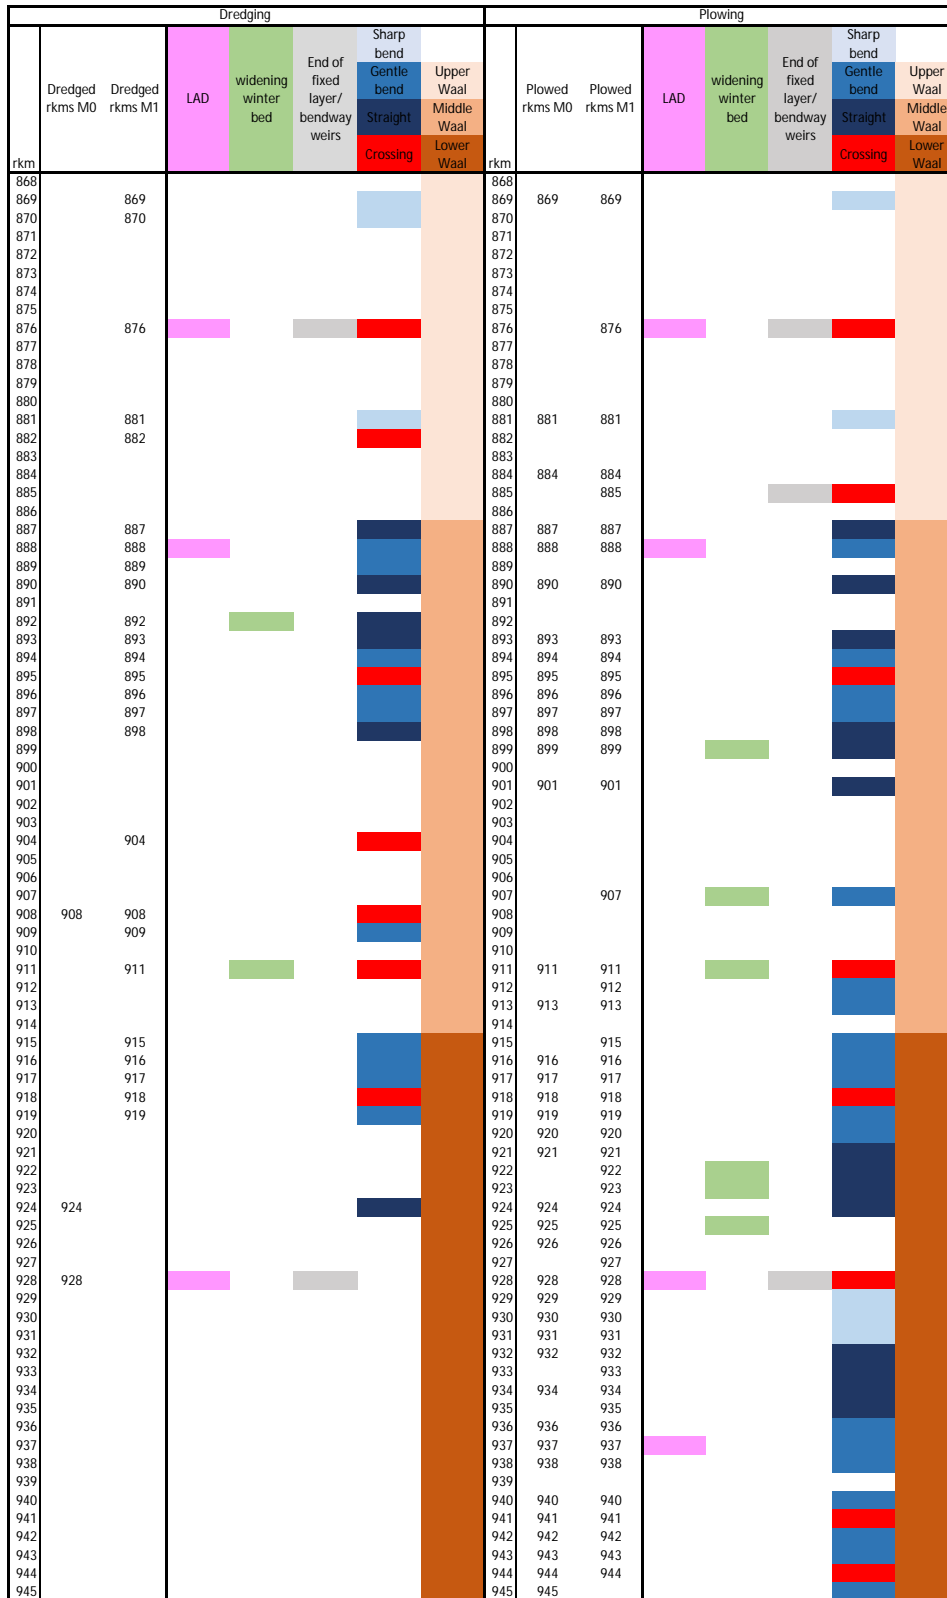 Dredging Plowing
Sharp bend Sharp bend
Dredged rkms M0 Dredged rkms M1 LAD widening winter bed End of fixed layer/ bendway weirs Gentle bend Upper Waal Plowed rkms M0 Plowed rkms M1 LAD widening winter bed End of fixed layer/ bendway weirs Gentle bend Upper Waal
Straight Middle Waal Straight Middle Waal
rkm Crossing Lower Waal rkm Crossing Lower Waal
868 868
869 869 869 869 869
870 870 870
871 871
872 872
873 873
874 874
875 875
876 876 876 876
877 877
878 878
879 879
880 880
881 881 881 881 881
882 882 882
883 883
884 884 884 884
885 885 885
886 886
887 887 887 887 887
888 888 888 888 888
889 889 889
890 890 890 890 890
891 891
892 892 892
893 893 893 893 893
894 894 894 894 894
895 895 895 895 895
896 896 896 896 896
897 897 897 897 897
898 898 898 898 898
899 899 899 899
900 900
901 901 901 901
902 902
903 903
904 904 904
905 905
906 906
907 907 907
908 908 908 908
909 909 909
910 910
911 911 911 911 911
912 912 912
913 913 913 913
914 914
915 915 915 915
916 916 916 916 916
917 917 917 917 917
918 918 918 918 918
919 919 919 919 919
920 920 920 920
921 921 921 921
922 922 922
923 923 923
924 924 924 924 924
925 925 925 925
926 926 926 926
927 927 927
928 928 928 928 928
929 929 929 929
930 930 930 930
931 931 931 931
932 932 932 932
933 933 933
934 934 934 934
935 935 935
936 936 936 936
937 937 937 937
938 938 938 938
939 939
940 940 940 940
941 941 941 941
942 942 942 942
943 943 943 943
944 944 944 944
945 945 945